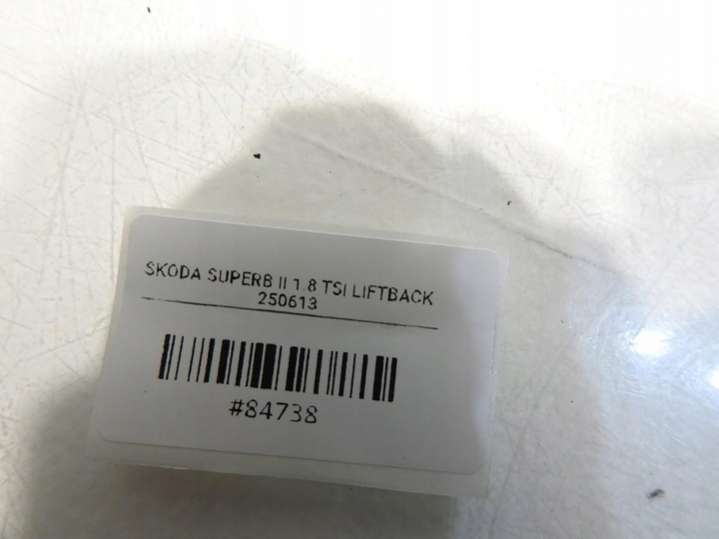 SKODA SUPERB II 1.8 TSI LIFTBACK
250613
#84738